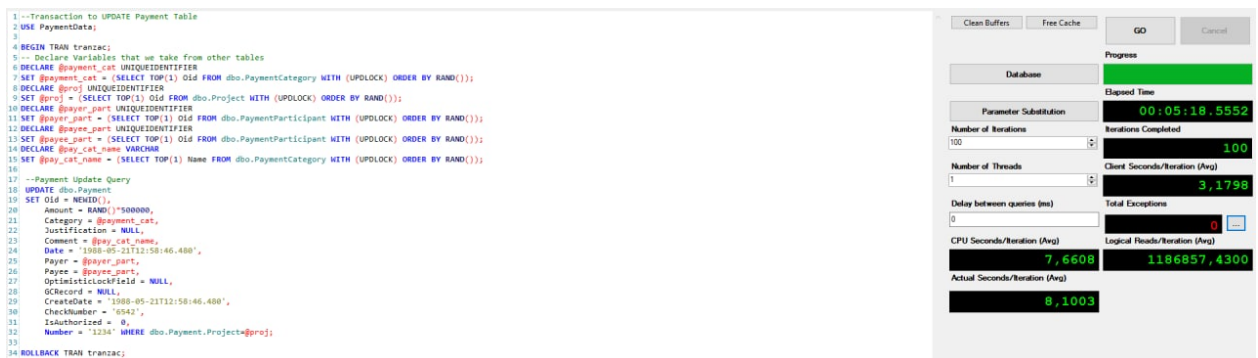 1 --Transaction to UPDATE Payment Table
2 USE PaymentData;
3
4 BEGIN TRAN tranzac;
5 -- Declare Variables that we take from other tables
6 DECLARE @payment_cat UNIQUEIDENTIFIER
7 SET @payment_cat = (SELECT TOP(1) Oid FROM dbo.PaymentCategory WITH (UPDLOCK) ORDER BY RAND());
8 DECLARE @proj UNIQUEIDENTIFIER
9 SET @proj = (SELECT TOP(1) Oid FROM dbo.Project WITH (UPDLOCK) ORDER BY RAND());
10 DECLARE @payer_part UNIQUEIDENTIFIER
11 SET @payer_part = (SELECT TOP(1) Oid FROM dbo.PaymentParticipant WITH (UPDLOCK) ORDER BY RAND());
12 DECLARE @payee_part UNIQUEIDENTIFIER
13 SET @payee_part = (SELECT TOP(1) Oid FROM dbo.PaymentParticipant WITH (UPDLOCK) ORDER BY RAND());
14 DECLARE @pay_cat_name VARCHAR
15 SET @pay_cat_name = (SELECT TOP(1) Name FROM dbo.PaymentCategory WITH (UPDLOCK) ORDER BY RAND());
16
17 --Payment Update Query
18 UPDATE dbo.Payment
19 SET Oid = NEWID(),
20 Amount = RAND()*500000,
21 Category = @payment_cat,
22 Justification = NULL,
23 Comment = @pay_cat_name,
24 Date = '1988-05-21T12:58:46.480',
25 Payer = @payer_part,
26 Payee = @payee_part,
27 OptimisticLockField = NULL,
28 GCRecord = NULL,
29 CreateDate = '1988-05-21T12:58:46.480',
30 CheckNumber = '6542',
31 IsAuthorized = 0,
32 Number = '1234' WHERE dbo.Payment.Project=@proj;
33
34 ROLLBACK TRAN tranzac;
Clean Buffers Free Cache
GO Cancel
Progress
Database
Elapsed Time
00:05:18.5552
Parameter Substitution
Number of Iterations
100
Iterations Completed
100
Number of Threads
1
Client Seconds/Iteration (Avg)
3,1798
Delay between queries (ms)
0
Total Exceptions
0 ...
CPU Seconds/Iteration (Avg)
7,6608
Logical Reads/Iteration (Avg)
1186857,4300
Actual Seconds/Iteration (Avg)
8,1003